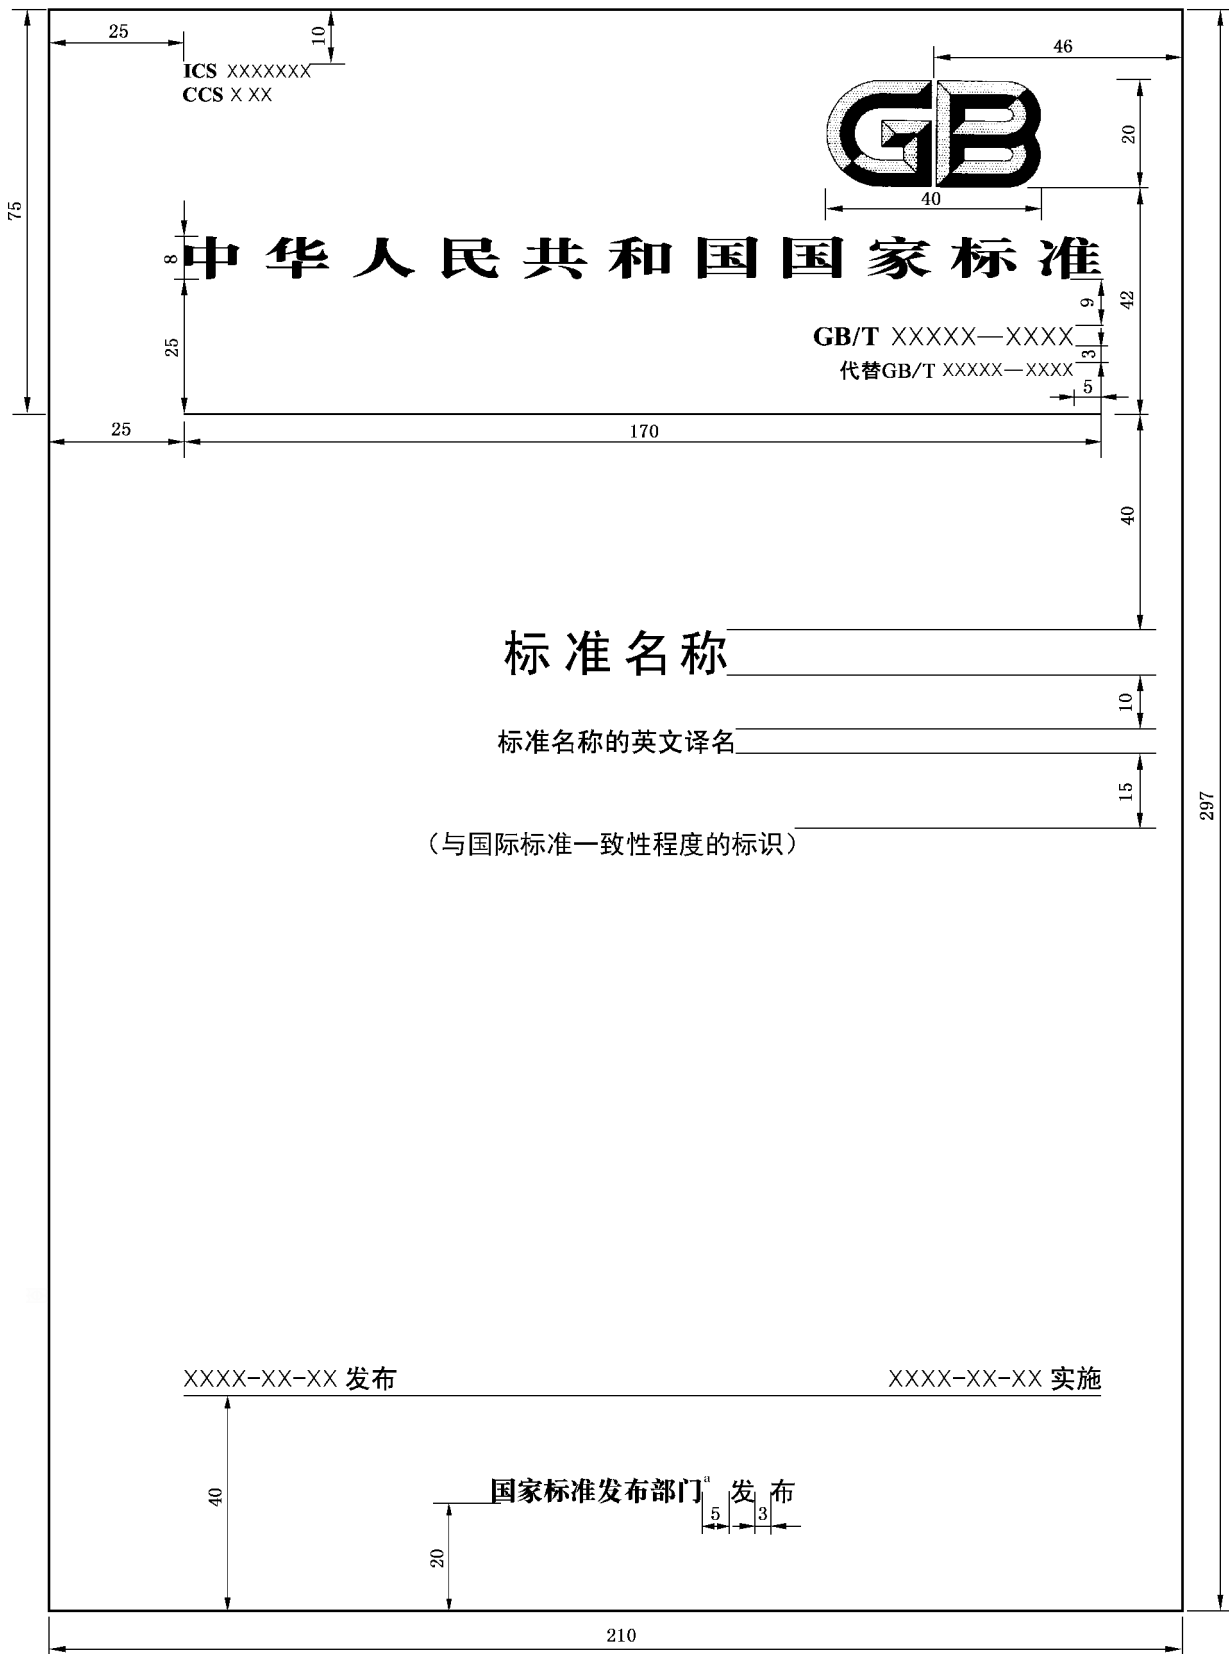 25
10
46
ICS XXXXXXX
CCS X XX
GB
20
40
75
8
中华人民共和国国家标准
9
42
25
GB/T XXXXX—XXXX
3
代替GB/T XXXXX—XXXX
5
25
170
40
标准名称
10
标准名称的英文译名
15
297
（与国际标准一致性程度的标识）
XXXX-XX-XX 发布
XXXX-XX-XX 实施
40
国家标准发布部门a 发布
5
3
20
210